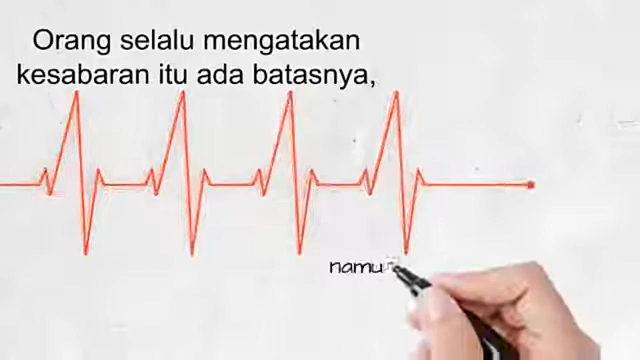 Orang selalu mengatakan
kesabaran itu ada batasnya,
namu